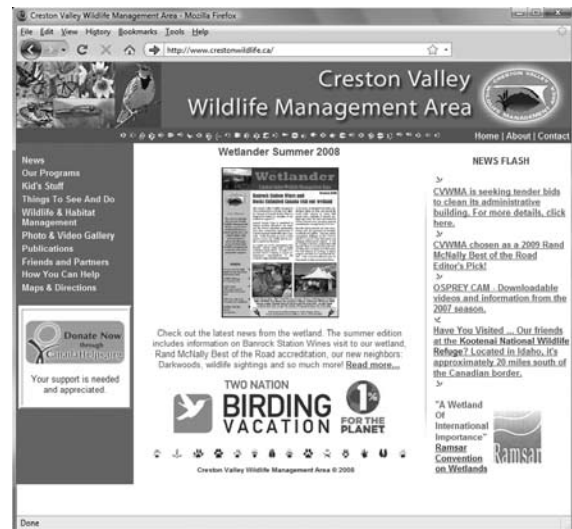 Creston Valley Wildlife Management Area - Mozilla Firefox
File Edit View History Bookmarks Tools Help
http://www.crestonwildlife.ca/
Creston Valley
Wildlife Management Area
Home | About | Contact
News
Our Programs
Kid's Stuff
Things To See And Do
Wildlife & Habitat
Management
Photo & Video Gallery
Publications
Friends and Partners
How You Can Help
Maps & Directions
Donate Now
through
CanadaHelps.org
Your support is needed
and appreciated.
Wetlander Summer 2008
Wetlander
Banrock Station Wines and
Rocky Unlimited Canada visit our wetland
Check out the latest news from the wetland. The summer edition
includes information on Banrock Station Wines visit to our wetland,
Rand McNally Best of the Road accreditation, our new neighbors:
Darkwoods, wildlife sightings and so much more! Read more...
TWO NATION
BIRDING
VACATION
1%
FOR THE
PLANET
Creston Valley Wildlife Management Area © 2008
NEWS FLASH
CVWMA is seeking tender bids
to clean its administrative
building. For more details, click
here.
CVWMA chosen as a 2009 Rand
McNally Best of the Road
Editor's Pick!
OSPREY CAM - Downloadable
videos and information from the
2007 season.
Have You Visited ... Our friends
at the Kootenai National Wildlife
Refuge? Located in Idaho, it's
approximately 20 miles south of
the Canadian border.
"A Wetland
Of
International
Importance"
Ramsar
Convention
on Wetlands
Ramsar
Done